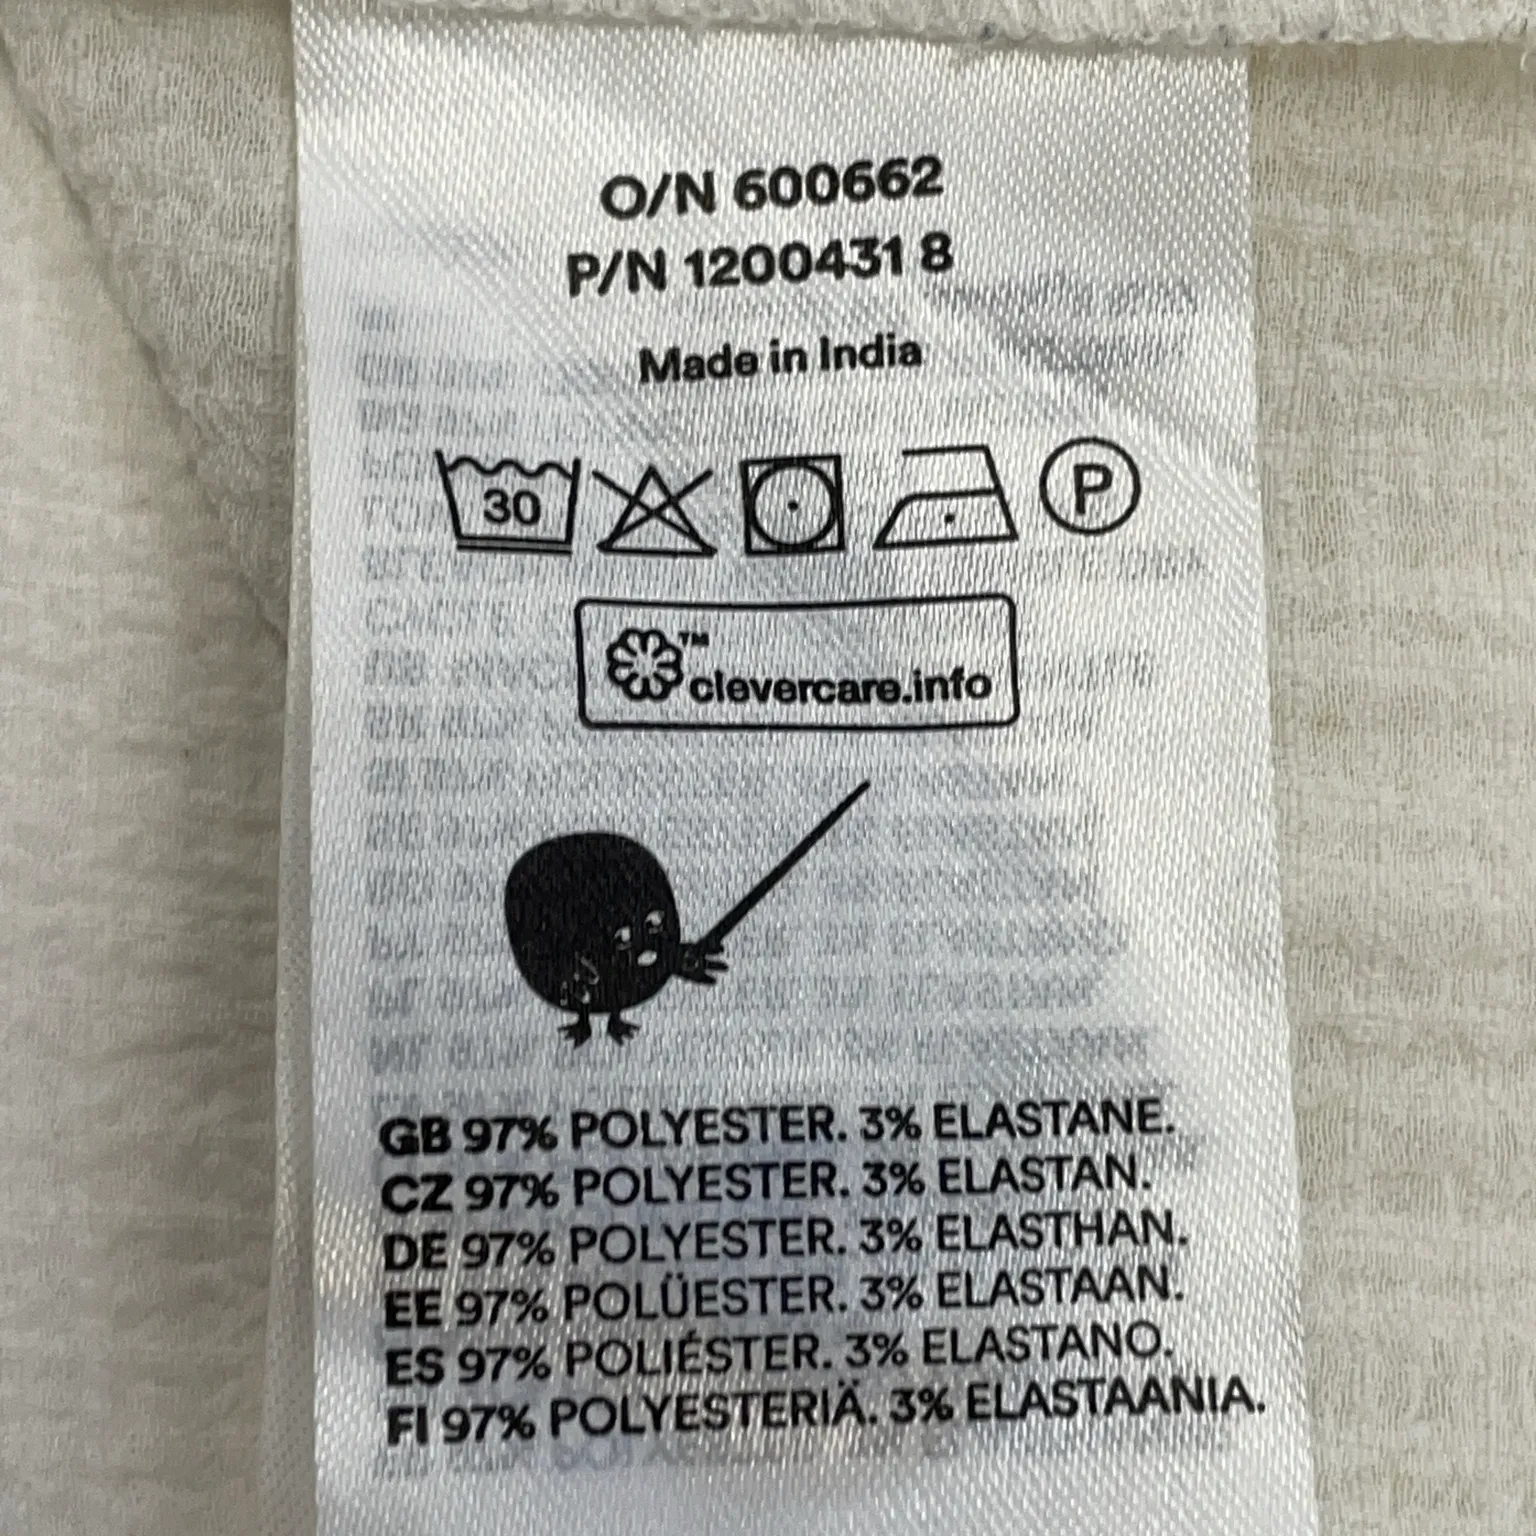 O/N 600662
P/N 1200431 8
Made in India
30 P
™clevercare.info
GB 97% POLYESTER. 3% ELASTANE.
CZ 97% POLYESTER. 3% ELASTAN.
DE 97% POLYESTER. 3% ELASTHAN.
EE 97% POLÜESTER. 3% ELASTAAN.
ES 97% POLIÉSTER. 3% ELASTANO.
FI 97% POLYESTERIÄ. 3% ELASTAANIA.